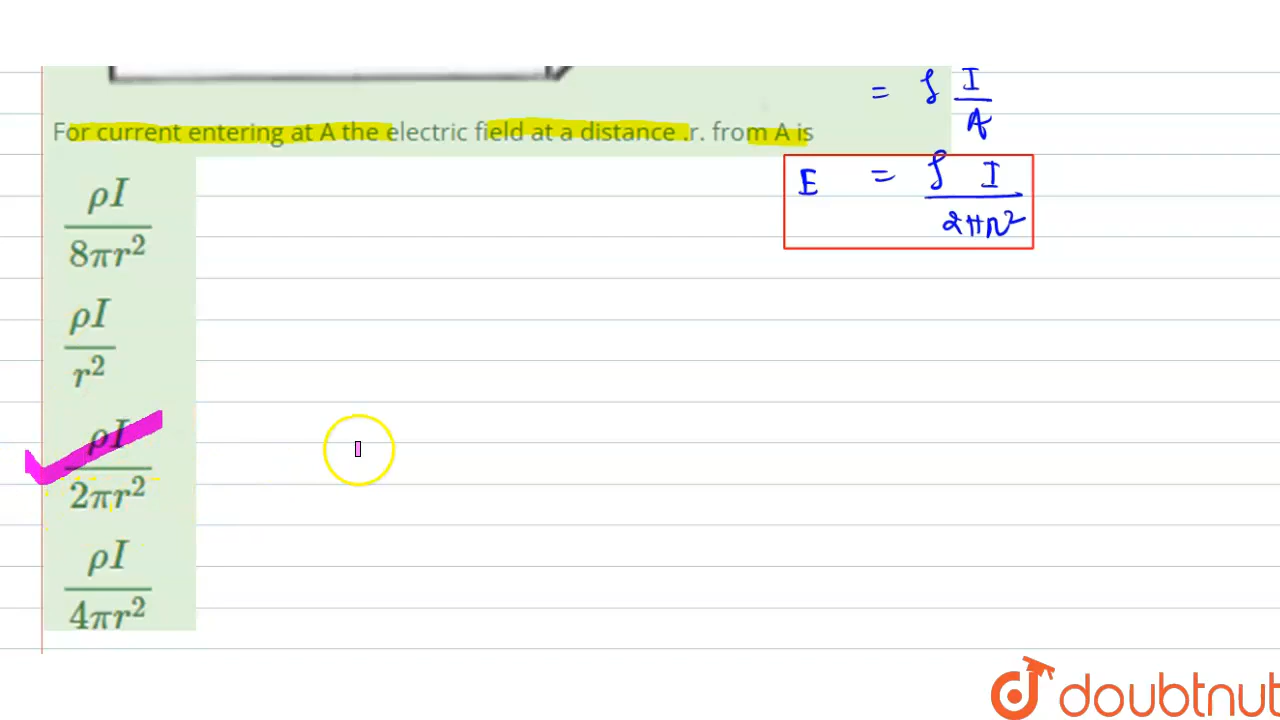 = ρ I/A
For current entering at A the electric field at a distance .r. from A is
E = ρ I / 2πr²
ρI / 8πr²
ρI / r²
ρI / 2πr²
ρI / 4πr²
doubtnut